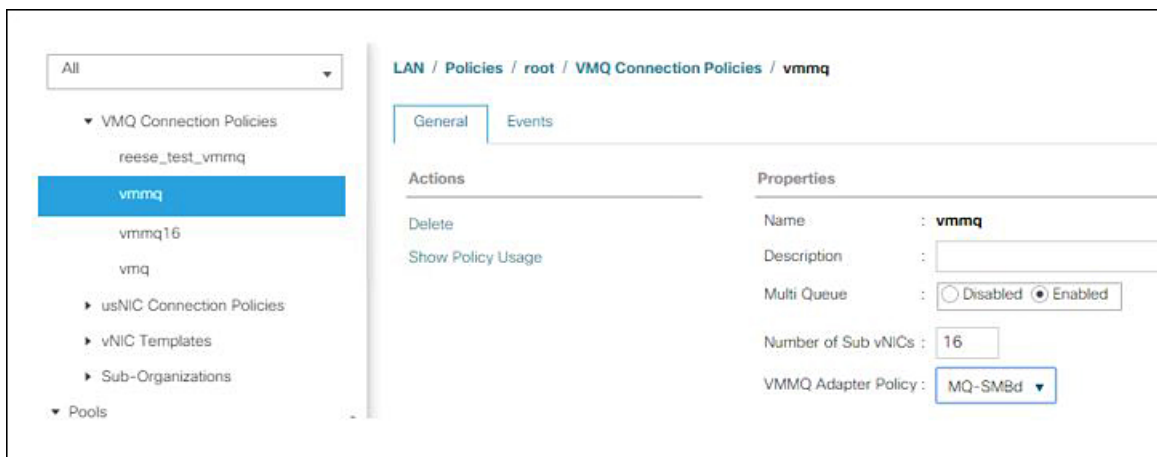 All
VMQ Connection Policies
reese_test_vmmq
vmmq
vmmq16
vmq
usNIC Connection Policies
vNIC Templates
Sub-Organizations
Pools
LAN / Policies / root / VMQ Connection Policies / vmmq
General Events
Actions
Delete
Show Policy Usage
Properties
Name : vmmq
Description :
Multi Queue : Disabled Enabled
Number of Sub vNICs : 16
VMMQ Adapter Policy : MQ-SMBd